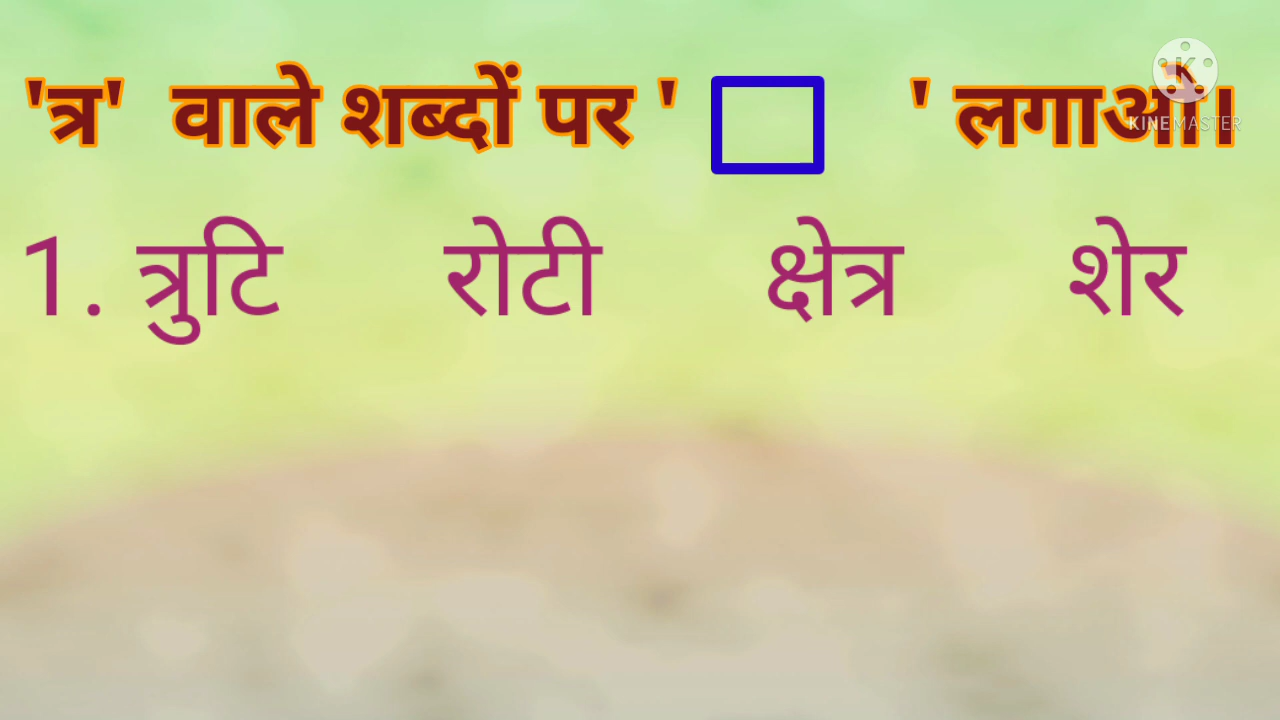 'त्र' वाले शब्दों पर ' ' लगाओ।
KINEMASTER
1. त्रुटि रोटी क्षेत्र शेर